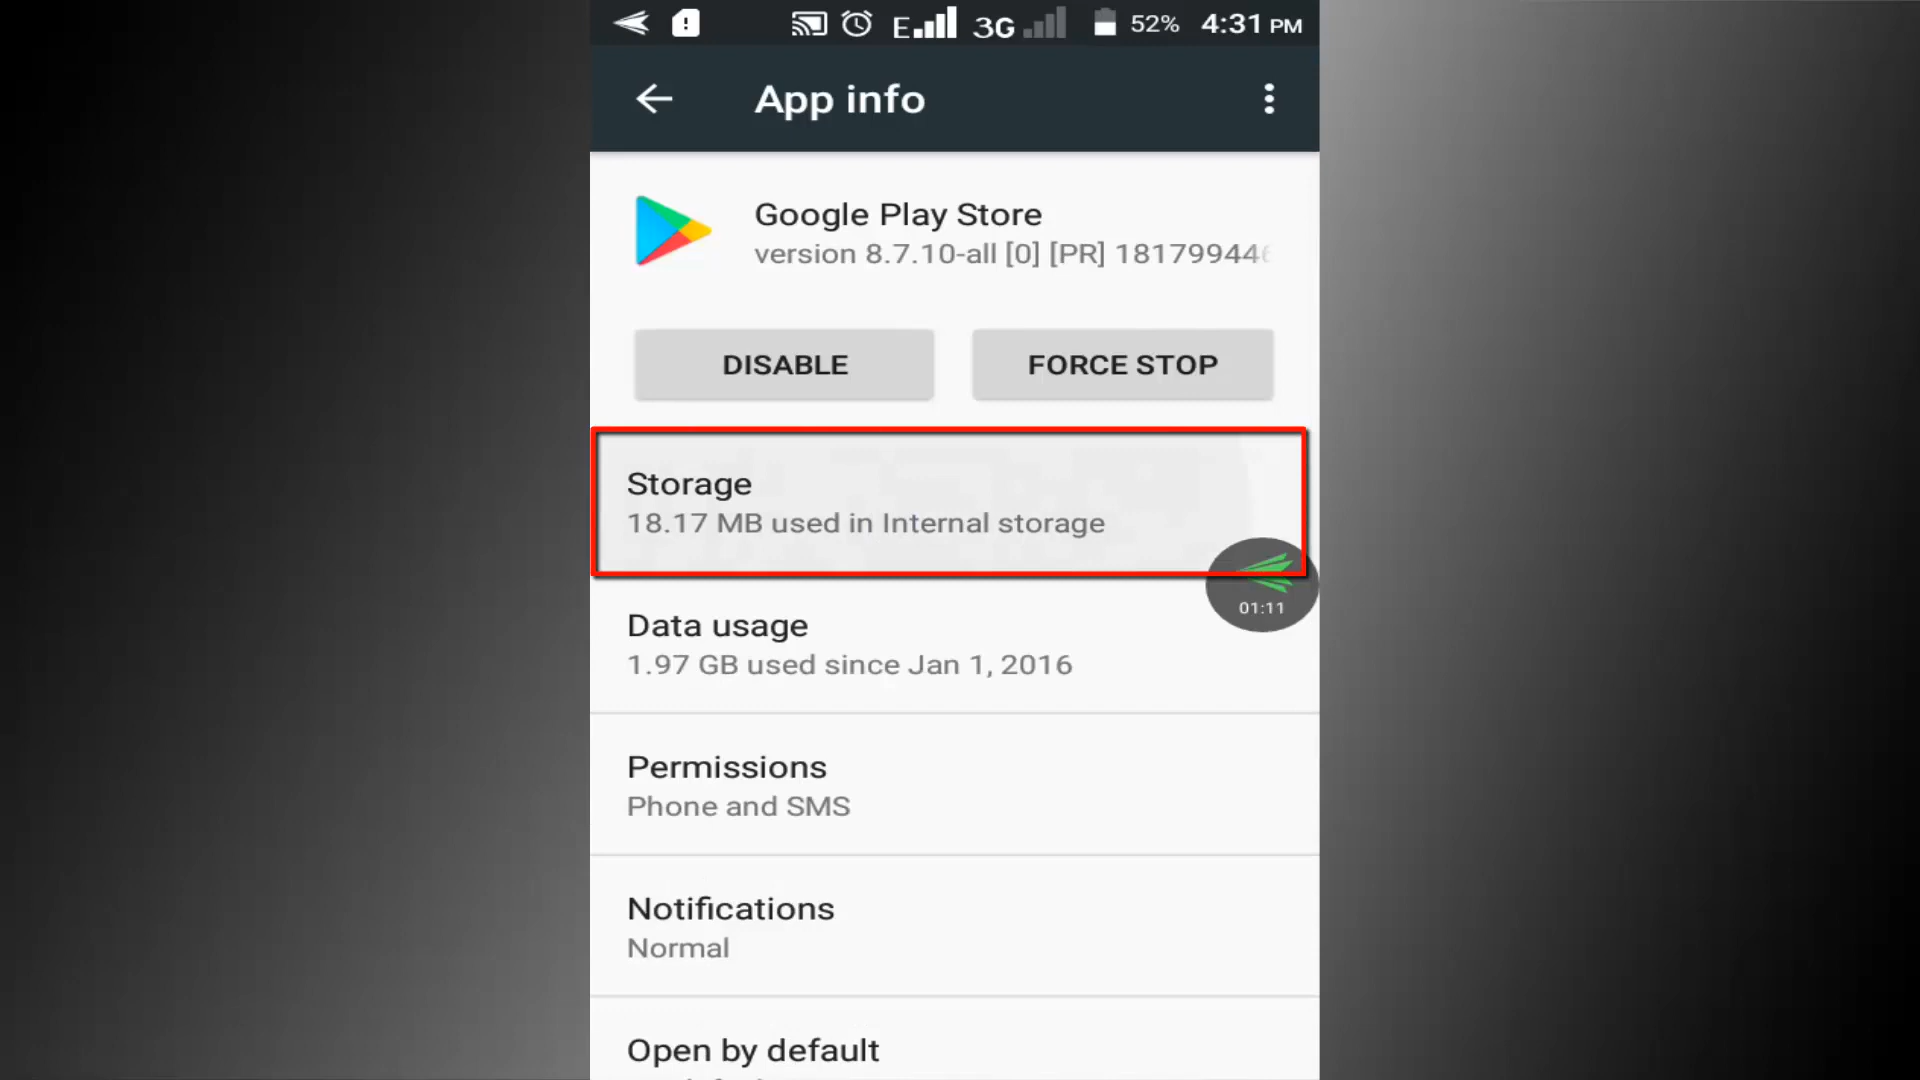 E 3G 52% 4:31 PM
App info
Google Play Store
version 8.7.10-all [0] [PR] 181799446
DISABLE
FORCE STOP
Storage
18.17 MB used in Internal storage
01:11
Data usage
1.97 GB used since Jan 1, 2016
Permissions
Phone and SMS
Notifications
Normal
Open by default